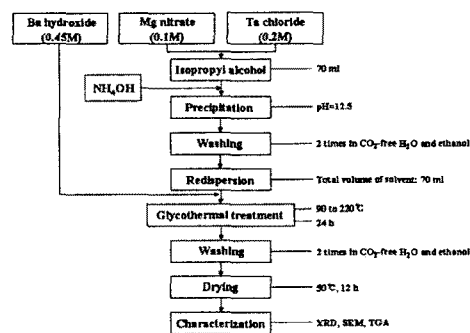 Ba hydroxide
(0.45M)
Mg nitrate
(0.1M)
Ta chloride
(0.2M)
Isopropyl alcohol
70 ml
NH4OH
Precipitation
pH=12.5
Washing
2 times in CO2-free H2O and ethanol
Redispersion
Total volume of solvent: 70 ml
Glycothermal treatment
90 to 220℃
24 h
Washing
2 times in CO2-free H2O and ethanol
Drying
50℃, 12 h
Characterization
XRD, SEM, TGA